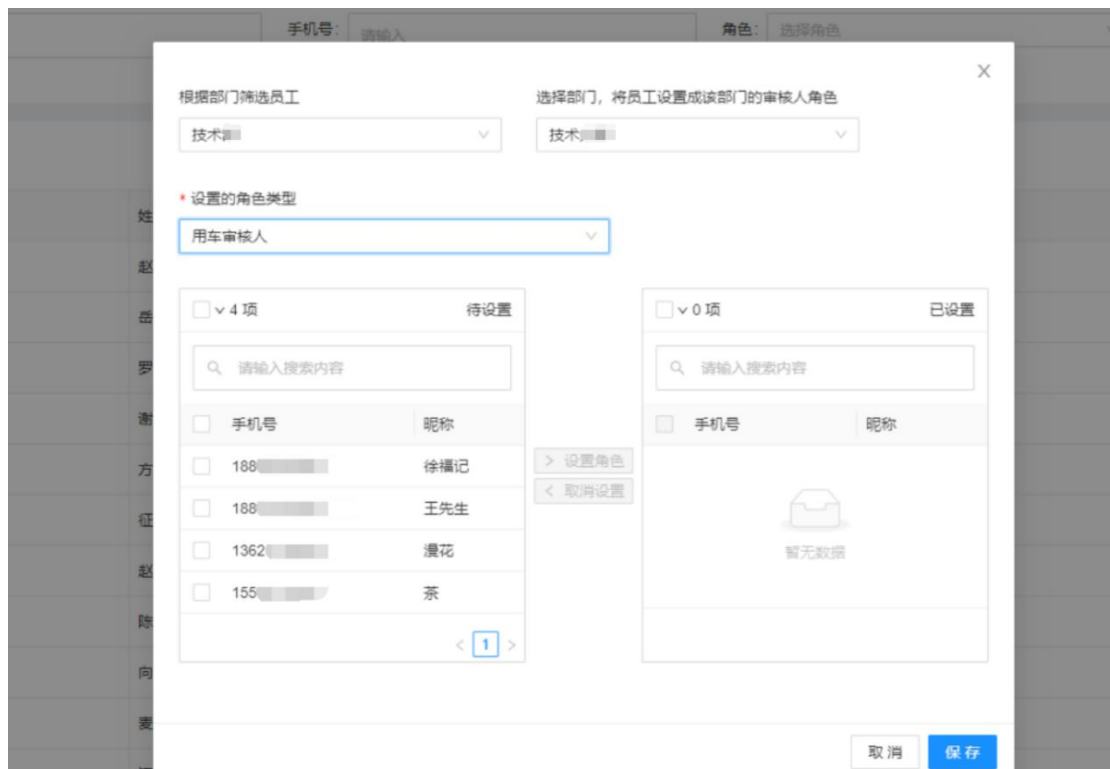 手机号： 请输入 角色： 选择角色
根据部门筛选员工 选择部门，将员工设置成该部门的审核人角色
技术 技术
* 设置的角色类型
姓
用车审核人
赵
4 项 待设置 0 项 已设置
岳
请输入搜索内容 请输入搜索内容
罗
手机号 昵称 手机号 昵称
谢
188 徐福记 > 设置角色
方
< 取消设置
188 王先生
征
1362 漫花 暂无数据
赵
155 茶
陈
< 1 >
向
麦
取 消 保 存